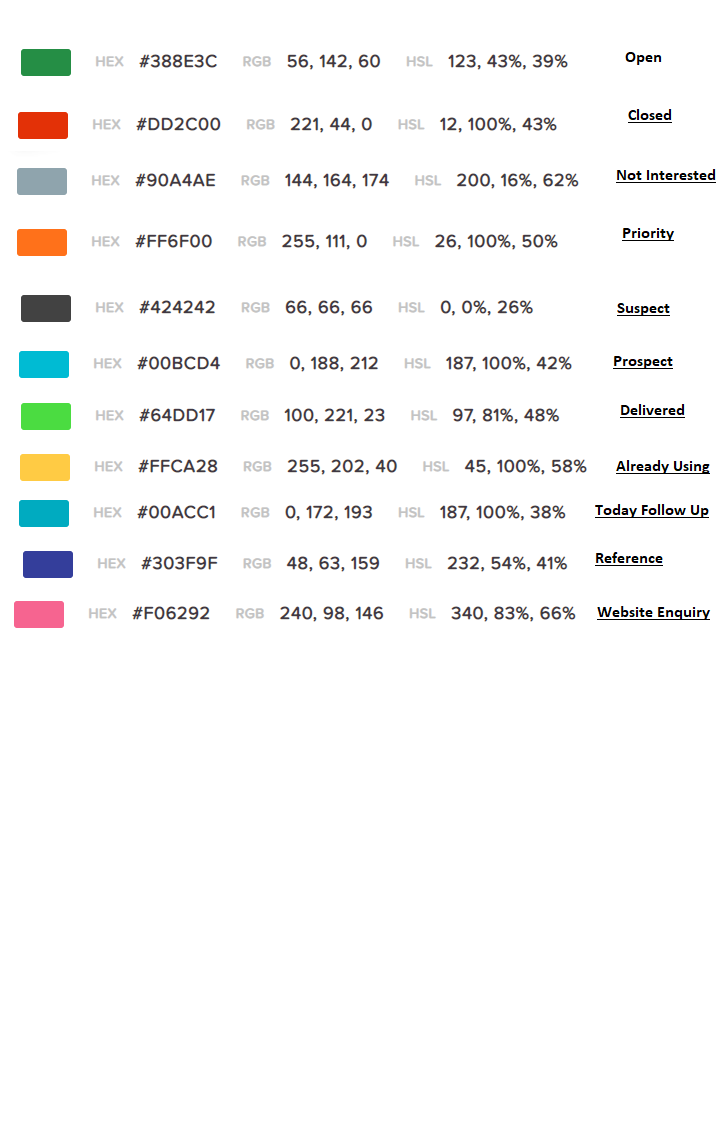 HEX #388E3C RGB 56, 142, 60 HSL 123, 43%, 39% Open
HEX #DD2C00 RGB 221, 44, 0 HSL 12, 100%, 43% Closed
HEX #90A4AE RGB 144, 164, 174 HSL 200, 16%, 62% Not Interested
HEX #FF6F00 RGB 255, 111, 0 HSL 26, 100%, 50% Priority
HEX #424242 RGB 66, 66, 66 HSL 0, 0%, 26% Suspect
HEX #00BCD4 RGB 0, 188, 212 HSL 187, 100%, 42% Prospect
HEX #64DD17 RGB 100, 221, 23 HSL 97, 81%, 48% Delivered
HEX #FFCA28 RGB 255, 202, 40 HSL 45, 100%, 58% Already Using
HEX #00ACC1 RGB 0, 172, 193 HSL 187, 100%, 38% Today Follow Up
HEX #303F9F RGB 48, 63, 159 HSL 232, 54%, 41% Reference
HEX #F06292 RGB 240, 98, 146 HSL 340, 83%, 66% Website Enquiry